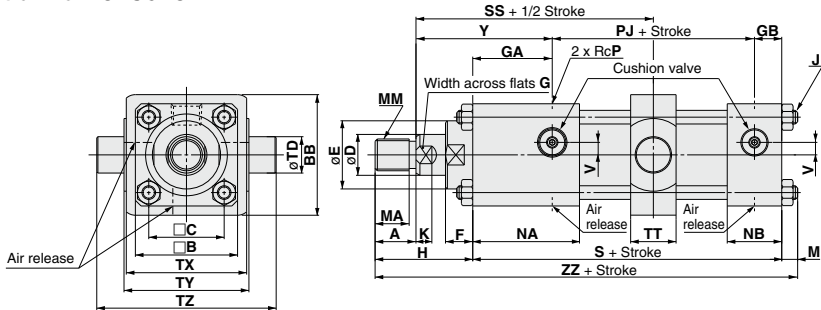 SS + 1/2 Stroke
Y
PJ + Stroke
GB
GA
2 x RcP
J
Cushion valve
Width across flats G
MM
øE
øD
V
V
MA
A
K
F
Air release
Air release
NA
TT
NB
H
S + Stroke
M
ZZ + Stroke
øTD
BB
□C
□B
Air release
TX
TY
TZ